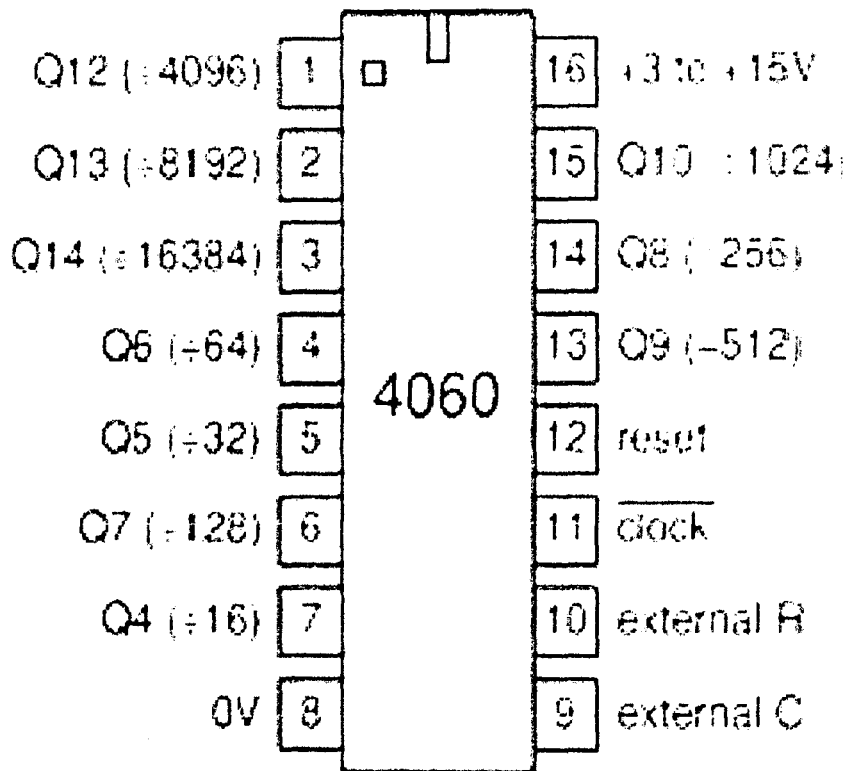 Q12 (÷4096) 1 16 +3 to +15V
Q13 (÷8192) 2 15 Q10 ÷1024)
Q14 (÷16384) 3 14 Q8 (÷256)
Q6 (÷64) 4 13 Q9 (÷512)
4060
Q5 (÷32) 5 12 reset
Q7 (÷128) 6 11 clock
Q4 (÷16) 7 10 external R
0V 8 9 external C